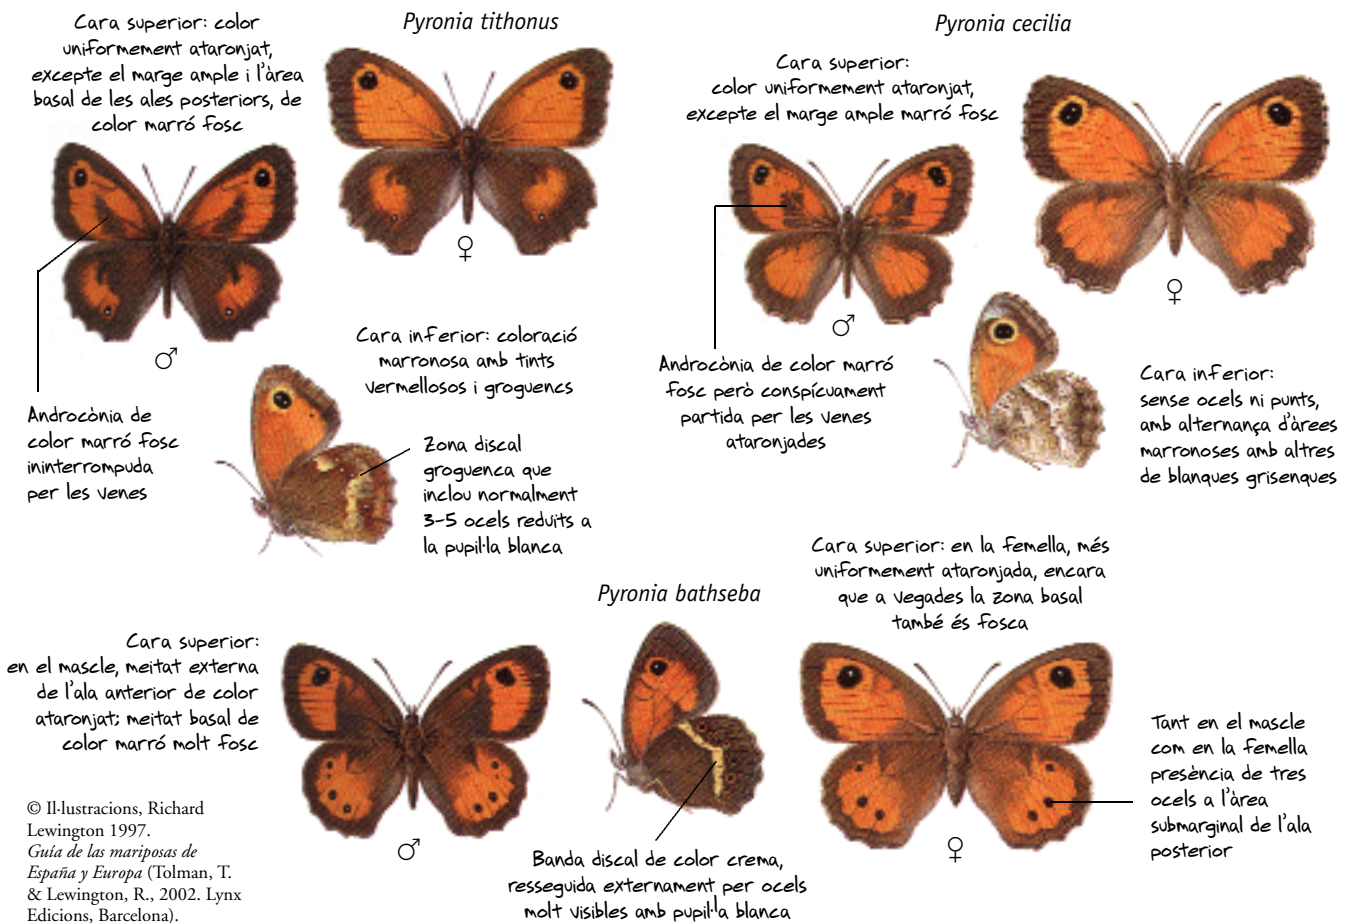 Pyronia tithonus
Cara superior: color
uniformement ataronjat,
excepte el marge ample i l'àrea
basal de les ales posteriors, de
color marró fosc
♀
♂
Androcònia de
color marró fosc
ininterrompuda
per les venes
Cara inferior: coloració
marronosa amb tints
vermellosos i groguencs
Zona discal
groguenca que
inclou normalment
3-5 ocels reduïts a
la pupil·la blanca
Pyronia cecilia
Cara superior:
color uniformement ataronjat,
excepte el marge ample marró fosc
♂
♀
Androcònia de color marró
fosc però conspícuament
partida per les venes
ataronjades
Cara inferior:
sense ocels ni punts,
amb alternança d'àrees
marronoses amb altres
de blanques grisenques
Pyronia bathseba
Cara superior:
en el mascle, meitat externa
de l'ala anterior de color
ataronjat; meitat basal de
color marró molt fosc
♂
Cara superior: en la femella, més
uniformement ataronjada, encara
que a vegades la zona basal
també és fosca
♀
Tant en el mascle
com en la femella
presència de tres
ocels a l'àrea
submarginal de l'ala
posterior
Banda discal de color crema,
resseguida externament per ocels
molt visibles amb pupil·la blanca
© Il·lustracions, Richard
Lewington 1997.
Guía de las mariposas de
España y Europa (Tolman, T.
& Lewington, R., 2002. Lynx
Edicions, Barcelona).